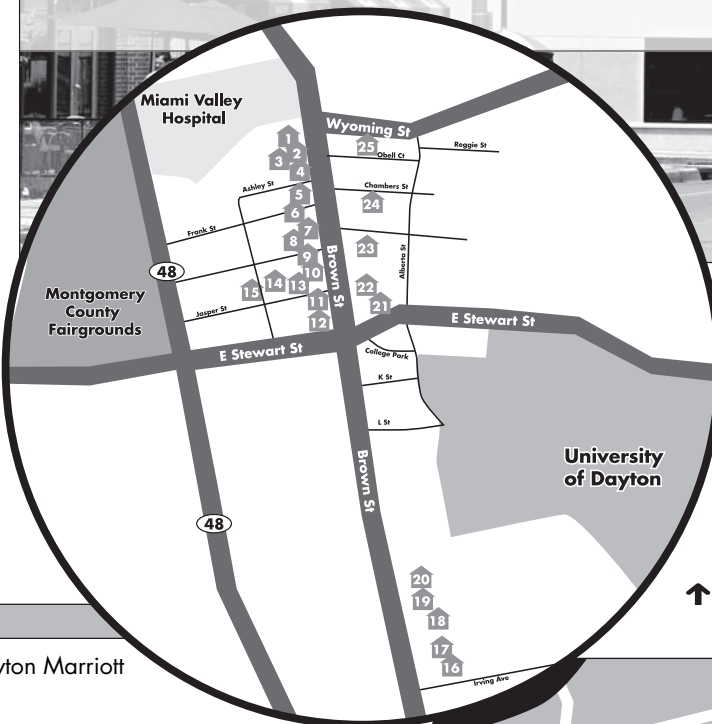 Miami Valley
Hospital
Wyoming St
1
2
3
4
25
Obell Ct
Reggie St
Ashley St
5
Chambers St
24
6
Frank St
7
8
23
Brown St
Alberta St
9
10
48
14
13
15
22
11
21
Montgomery
County
Fairgrounds
Jasper St
12
E Stewart St
E Stewart St
College Park
K St
L St
University
of Dayton
Brown St
48
20
19
18
17
16
Irving Ave
yton Marriott